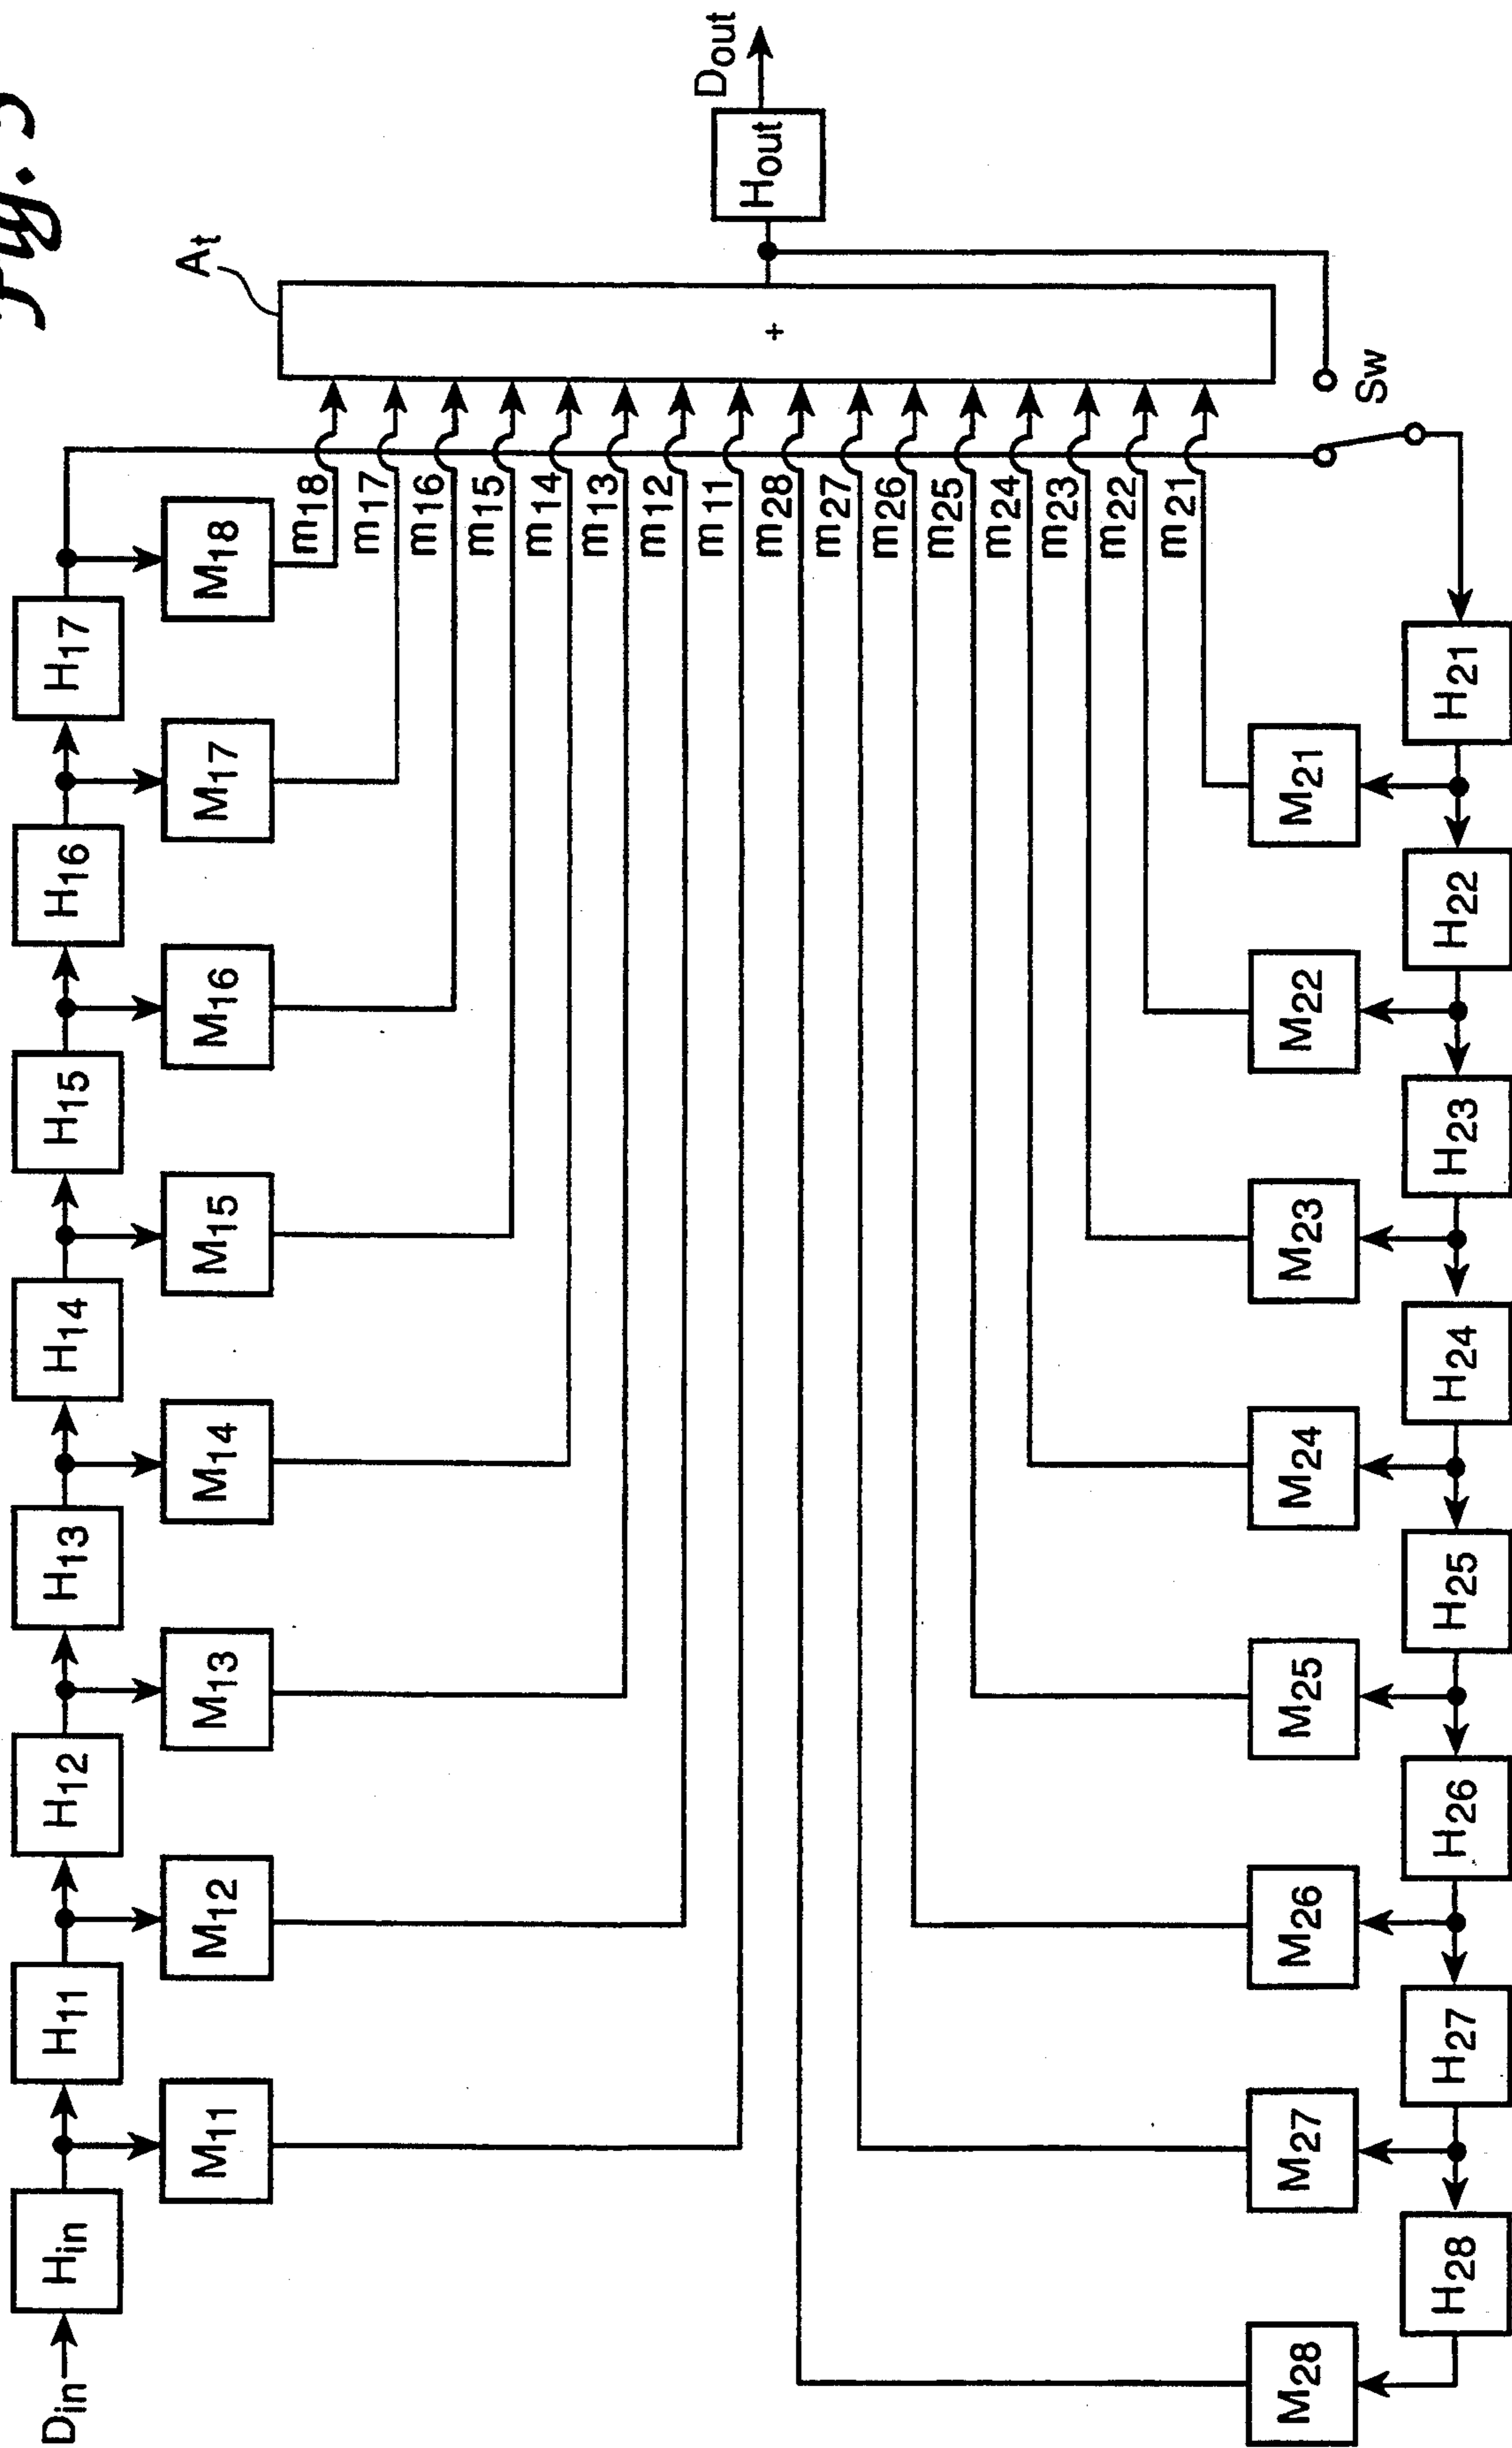 Fig. 3
Din
Hin
H11
H12
H13
H14
H15
H16
H17
M11
M12
M13
M14
M15
M16
M17
M18
At
m18
m17
m16
m15
m14
m13
m12
m11
m28
m27
m26
m25
m24
m23
m22
m21
+
Hout
Dout
Sw
M28
M27
M26
M25
M24
M23
M22
M21
H28
H27
H26
H25
H24
H23
H22
H21